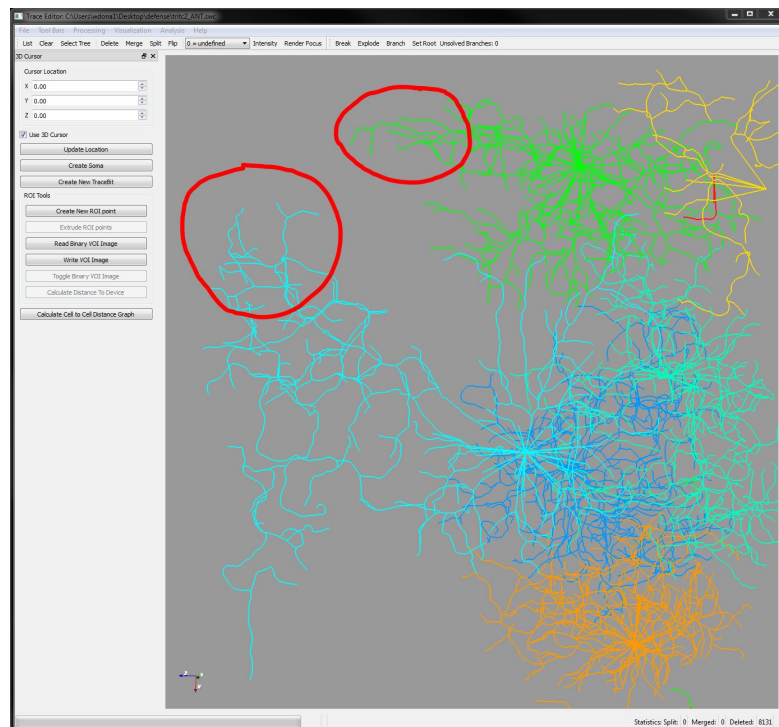 Trace Editor: C:\Users\wdona1\Desktop\defense\tritc2_ANT.swc
File Tool Bars Processing Visualization Analysis Help
List Clear Select Tree Delete Merge Split Flip 0 = undefined Intensity Render Focus Break Explode Branch Set Root Unsolved Branches: 0
3D Cursor
Cursor Location
X 0.00
Y 0.00
Z 0.00
Use 3D Cursor
Update Location
Create Soma
Create New TraceBit
ROI Tools
Create New ROI point
Extrude ROI points
Read Binary VOI Image
Write VOI Image
Toggle Binary VOI Image
Calculate Distance To Device
Calculate Cell to Cell Distance Graph
Statistics: Split: 0 Merged: 0 Deleted: 8131